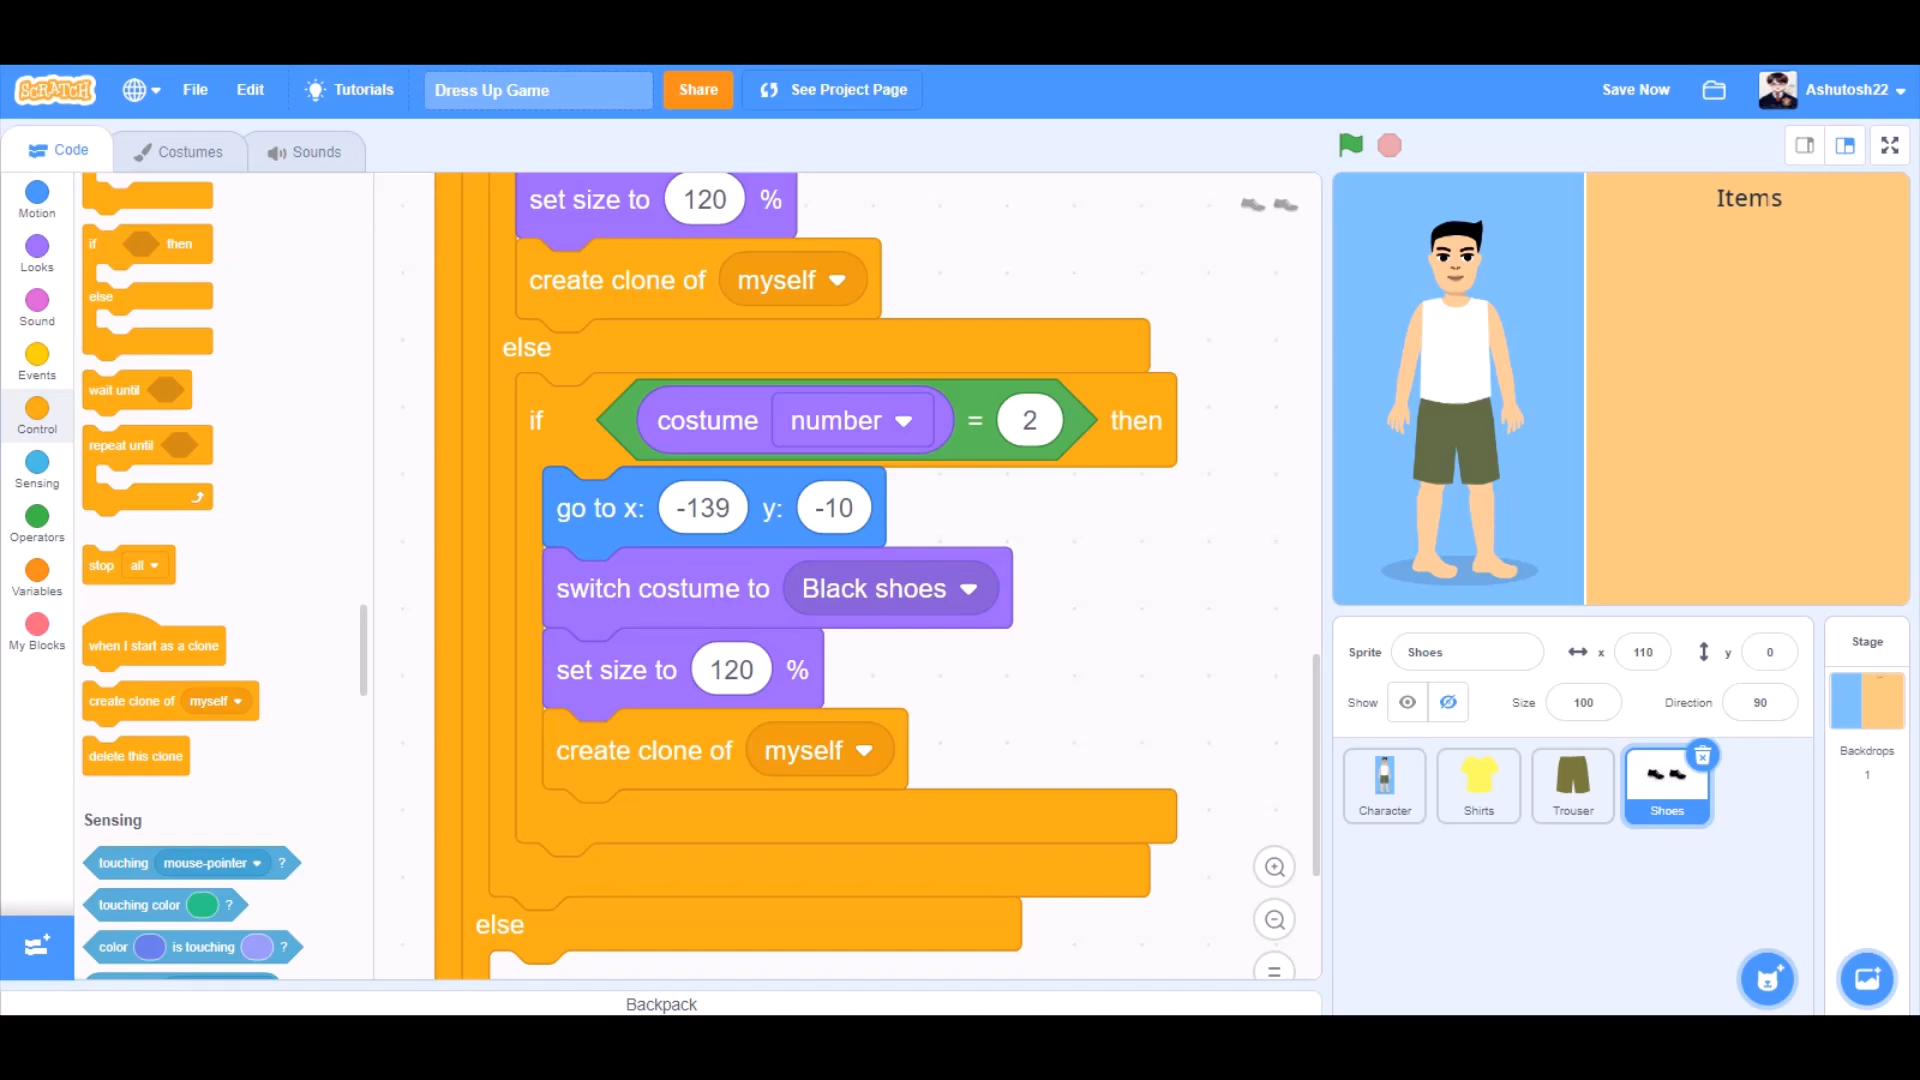 SCRATCH File Edit Tutorials Dress Up Game Share See Project Page Save Now Ashutosh22
Code Costumes Sounds
Motion
Looks
Sound
Events
Control
Sensing
Operators
Variables
My Blocks
if then
else
wait until
repeat until
stop all
when I start as a clone
create clone of myself
delete this clone
Sensing
touching mouse-pointer ?
touching color ?
color is touching ?
set size to 120 %
create clone of myself
else
if costume number = 2 then
go to x: -139 y: -10
switch costume to Black shoes
set size to 120 %
create clone of myself
else
Backpack
Items
Sprite Shoes x 110 y 0
Show Size 100 Direction 90
Character Shirts Trouser Shoes
Stage
Backdrops
1